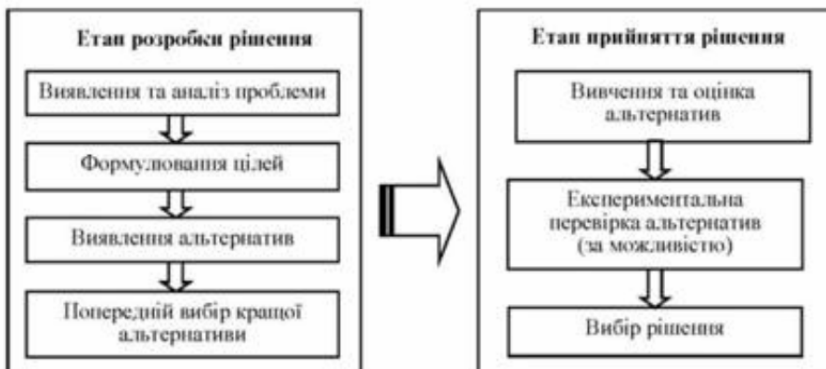 Етап розробки рішення
Виявлення та аналіз проблеми
Формулювання цілей
Виявлення альтернатив
Попередній вибір кращої
альтернативи
Етап прийняття рішення
Вивчення та оцінка
альтернатив
Експериментальна
перевірка альтернатив
(за можливістю)
Вибір рішення